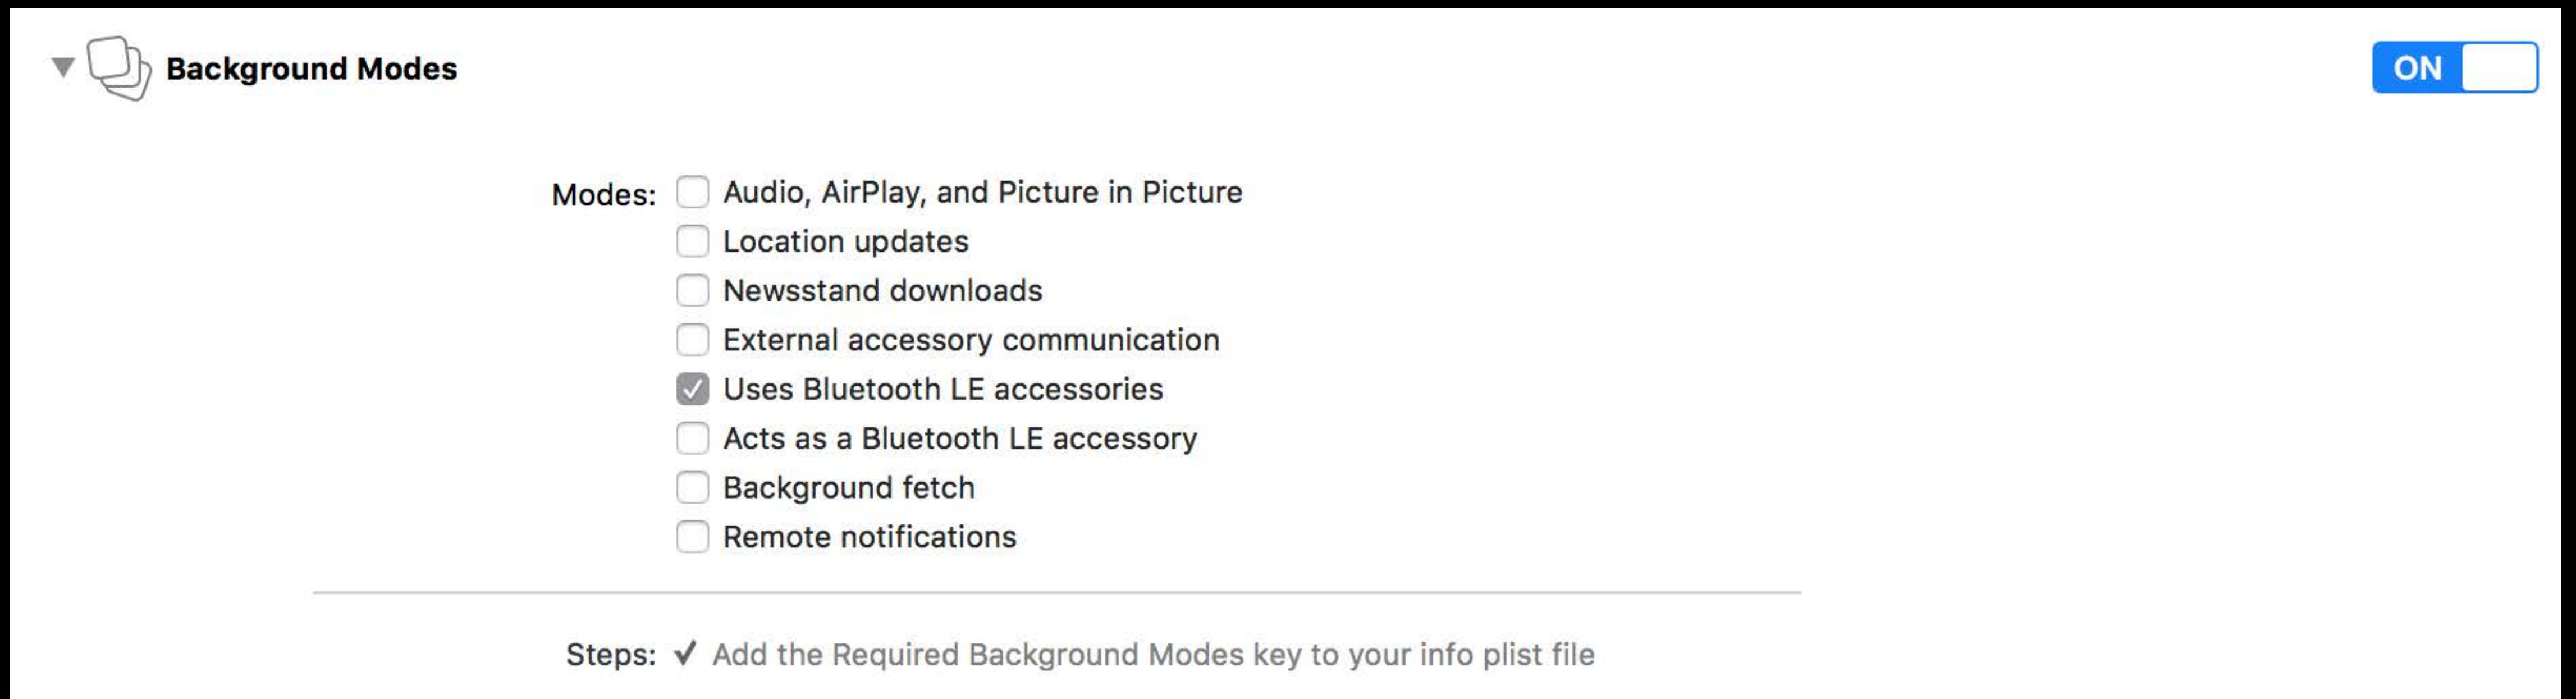 Background Modes
ON
Modes: Audio, AirPlay, and Picture in Picture
Location updates
Newsstand downloads
External accessory communication
Uses Bluetooth LE accessories
Acts as a Bluetooth LE accessory
Background fetch
Remote notifications
Steps: ✓ Add the Required Background Modes key to your info plist file